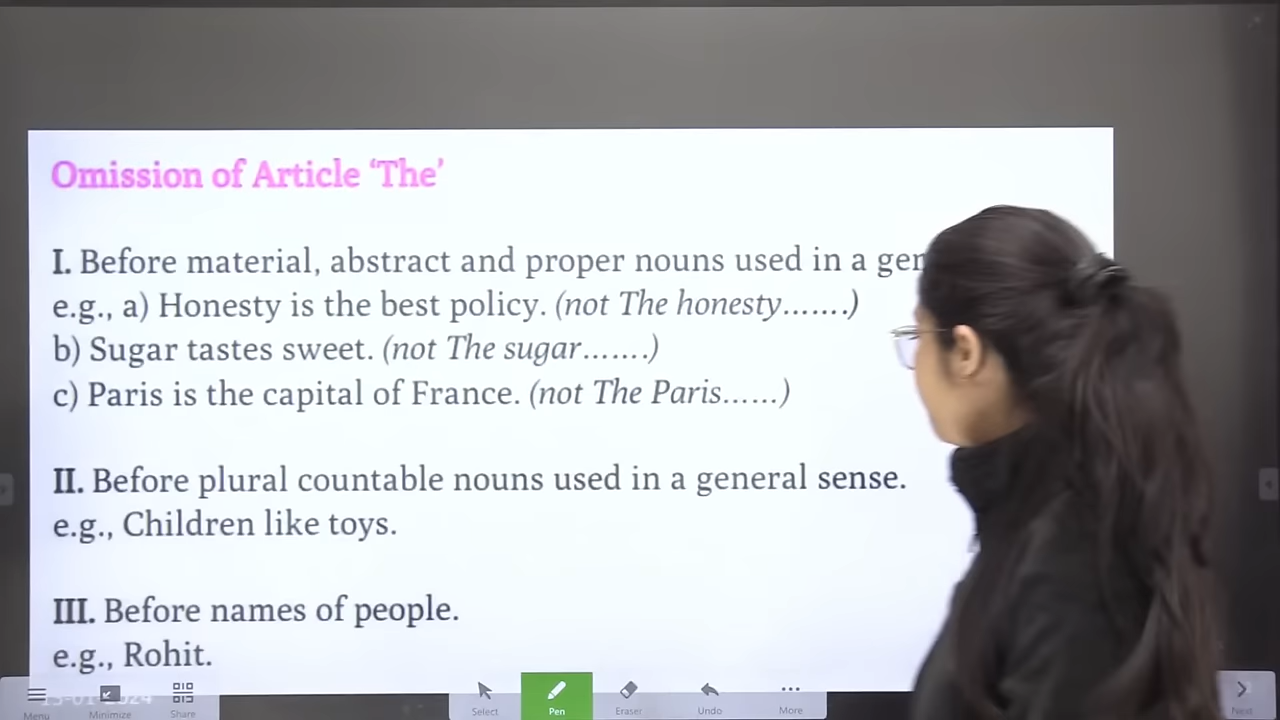 Omission of Article ‘The’
I. Before material, abstract and proper nouns used in a
e.g., a) Honesty is the best policy. (not The honesty.......)
b) Sugar tastes sweet. (not The sugar.......)
c) Paris is the capital of France. (not The Paris......)
II. Before plural countable nouns used in a general sense.
e.g., Children like toys.
III. Before names of people.
e.g., Rohit.
Menu
Minimize
Share
Select
Pen
Eraser
Undo
More
Next